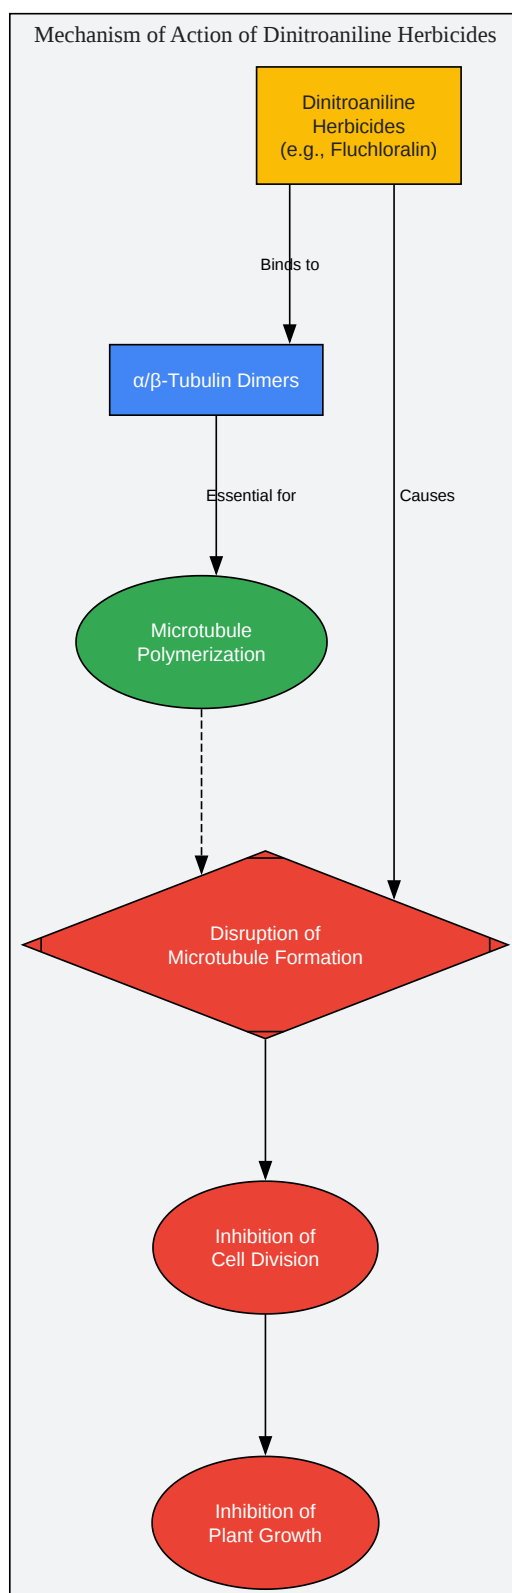 Mechanism of Action of Dinitroaniline Herbicides
Dinitroaniline
Herbicides
(e.g., Fluchloralin)
Binds to
α/β-Tubulin Dimers
Essential for
Causes
Microtubule
Polymerization
Disruption of
Microtubule Formation
Inhibition of
Cell Division
Inhibition of
Plant Growth